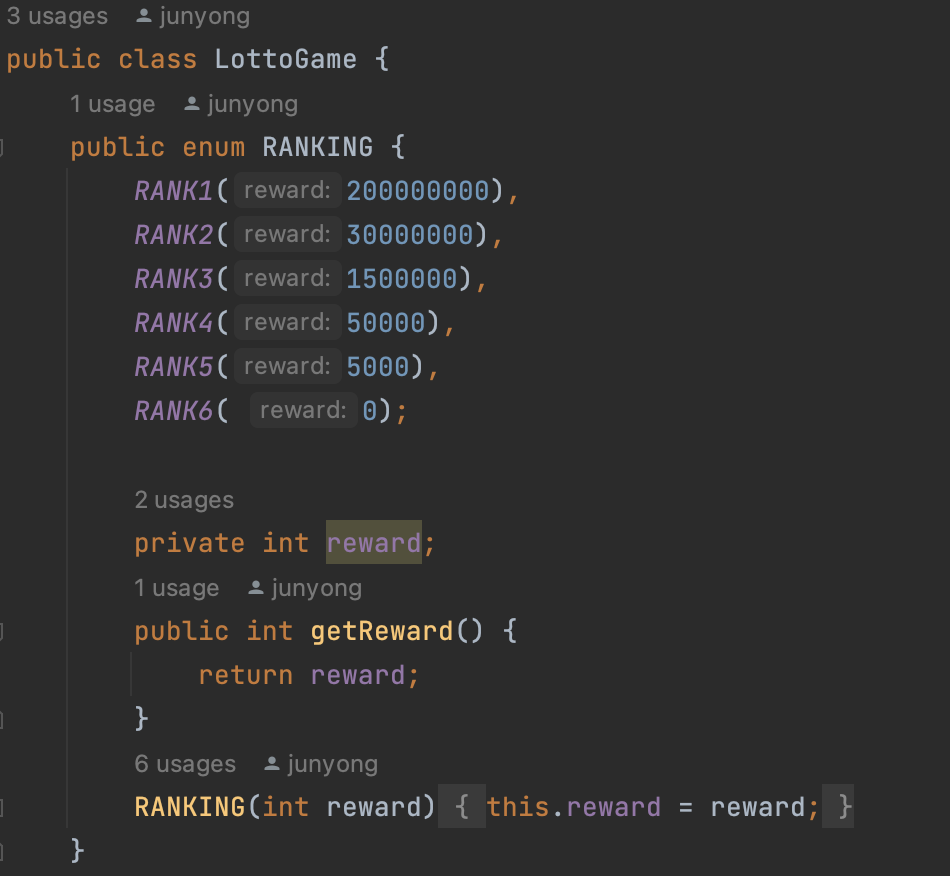 3 usages junyong
public class LottoGame {
1 usage junyong
public enum RANKING {
RANK1( reward: 200000000),
RANK2( reward: 30000000),
RANK3( reward: 1500000),
RANK4( reward: 50000),
RANK5( reward: 5000),
RANK6( reward: 0);
2 usages
private int reward;
1 usage junyong
public int getReward() {
return reward;
}
6 usages junyong
RANKING(int reward) { this.reward = reward; }
}